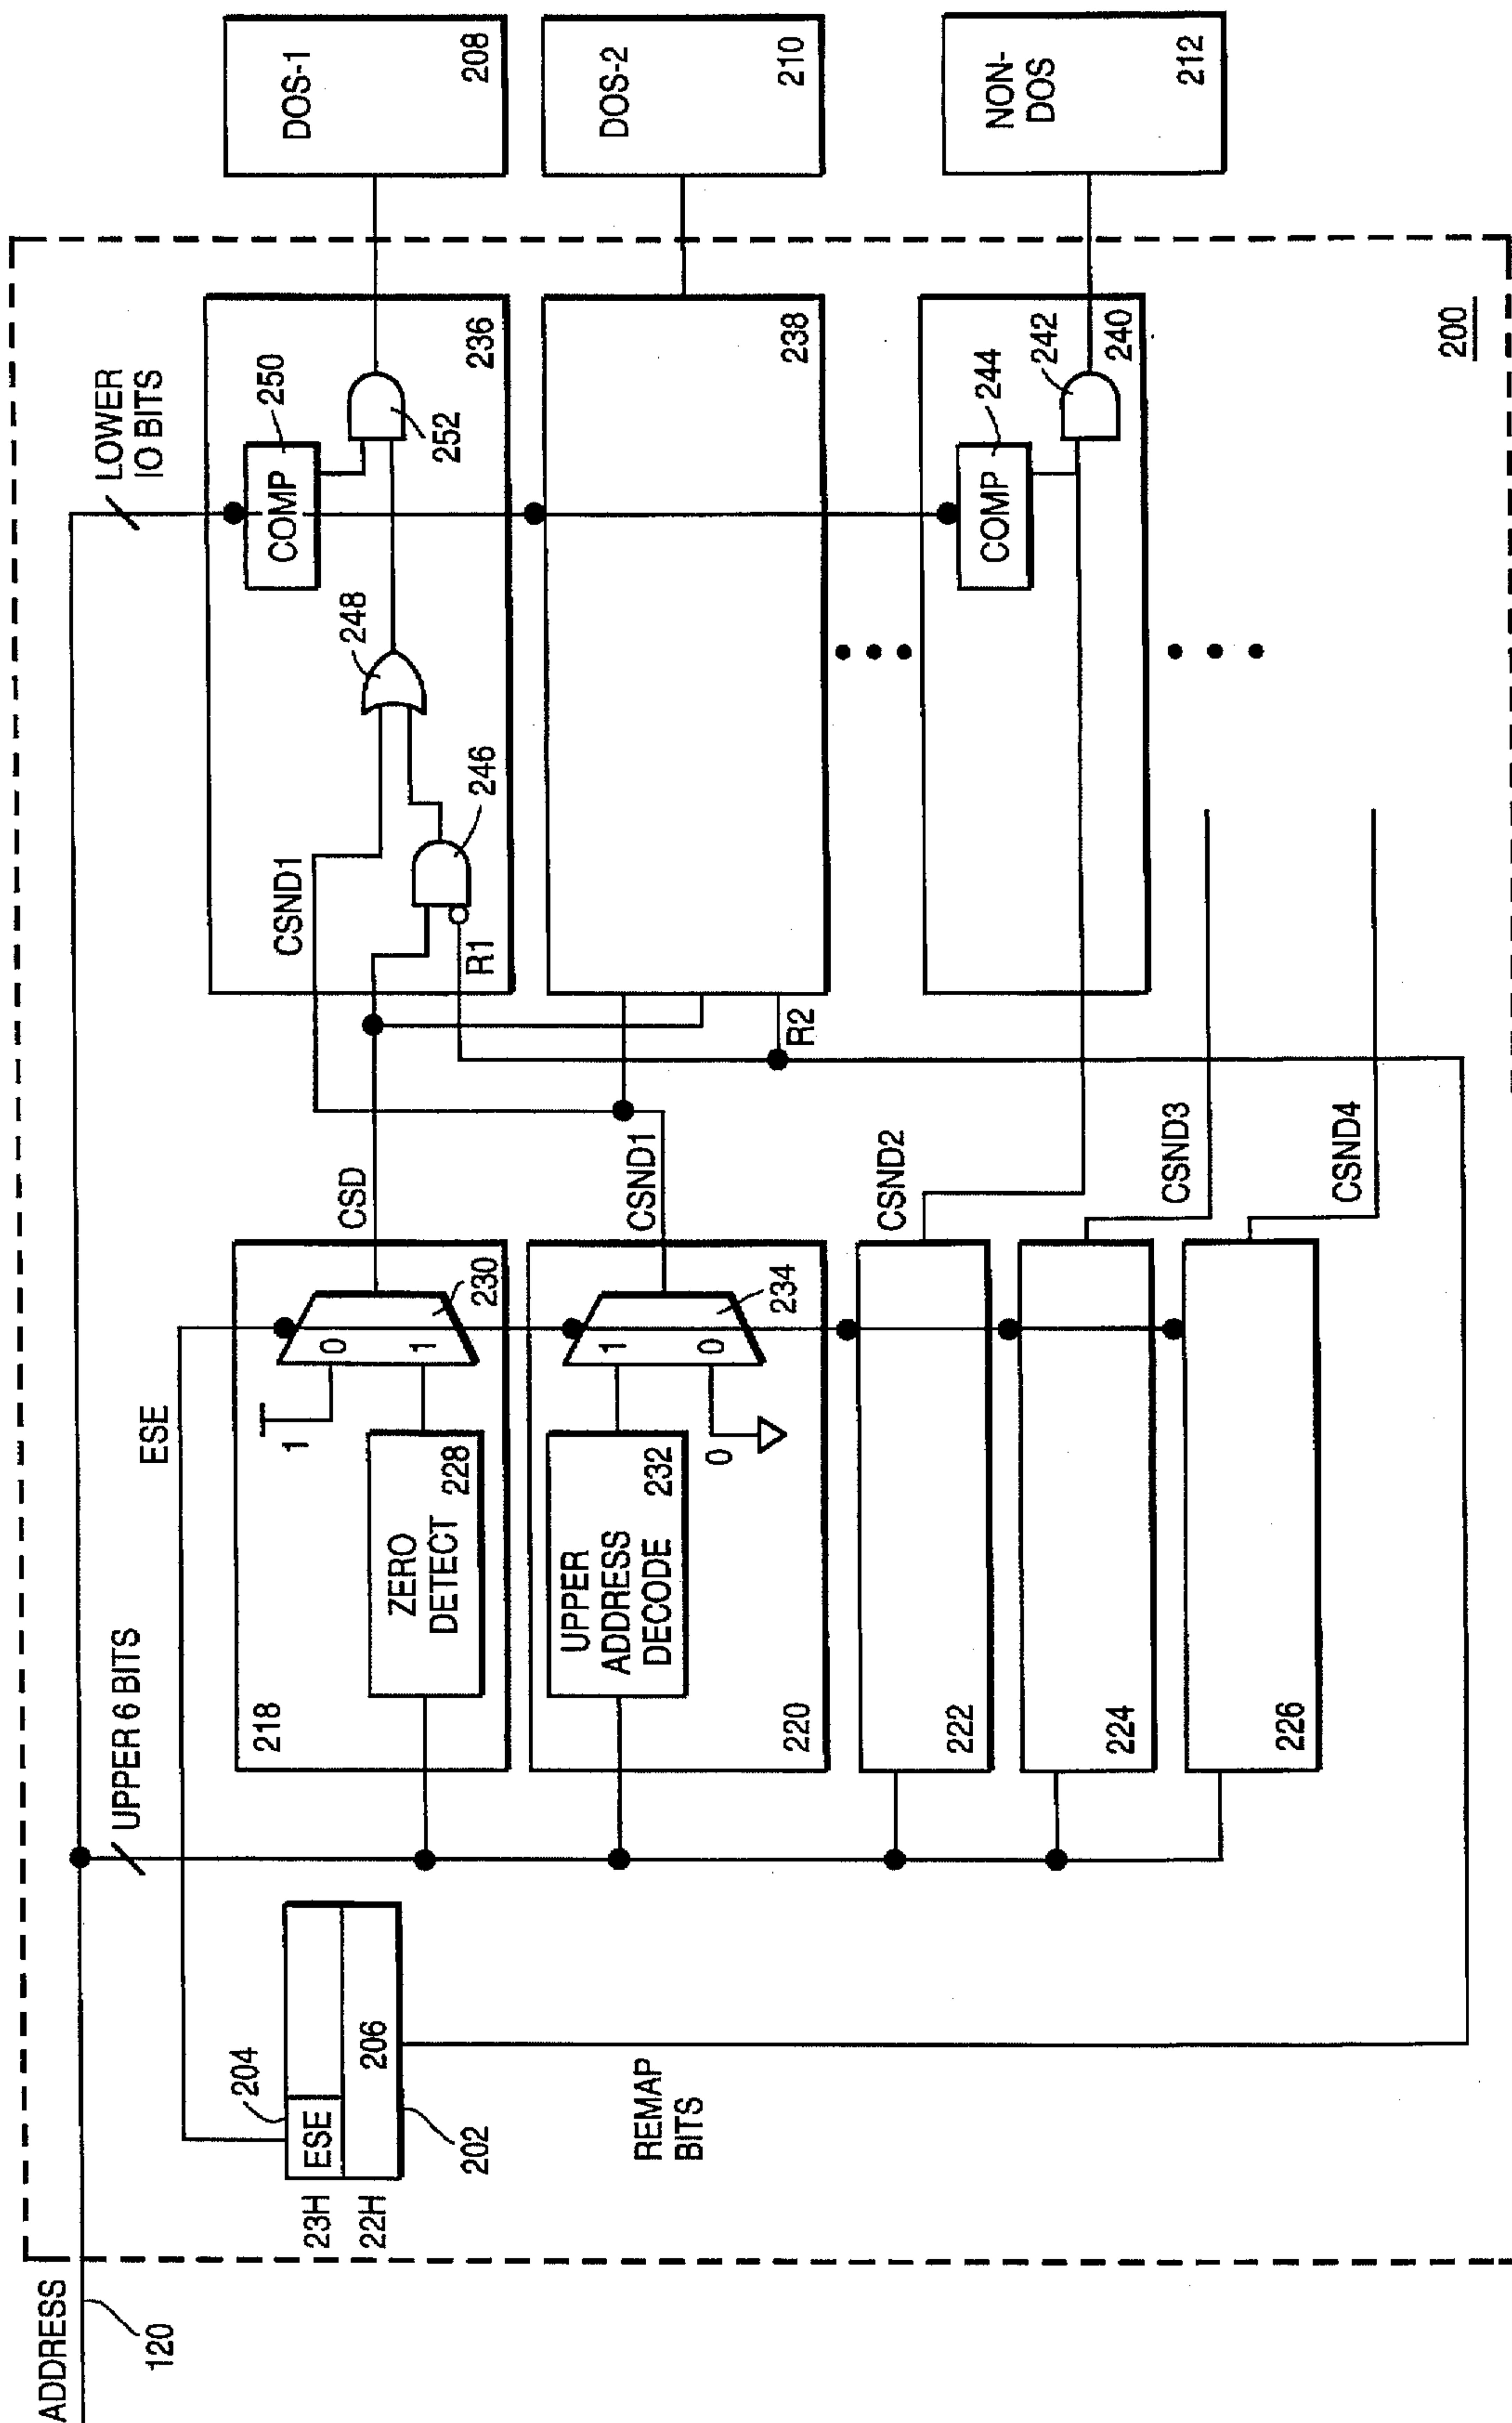 ADDRESS
120
UPPER 6 BITS
LOWER
10 BITS
ESE
23H
22H
ESE
204
206
202
REMAP
BITS
218
ZERO
DETECT
228
1
0
1
230
CSD
CSND1
R1
246
248
COMP
250
252
236
DOS-1
208
220
UPPER
ADDRESS
DECODE
232
0
1
0
234
CSND1
R2
238
DOS-2
210
222
CSND2
COMP
244
242
240
NON-
DOS
212
224
CSND3
226
CSND4
200